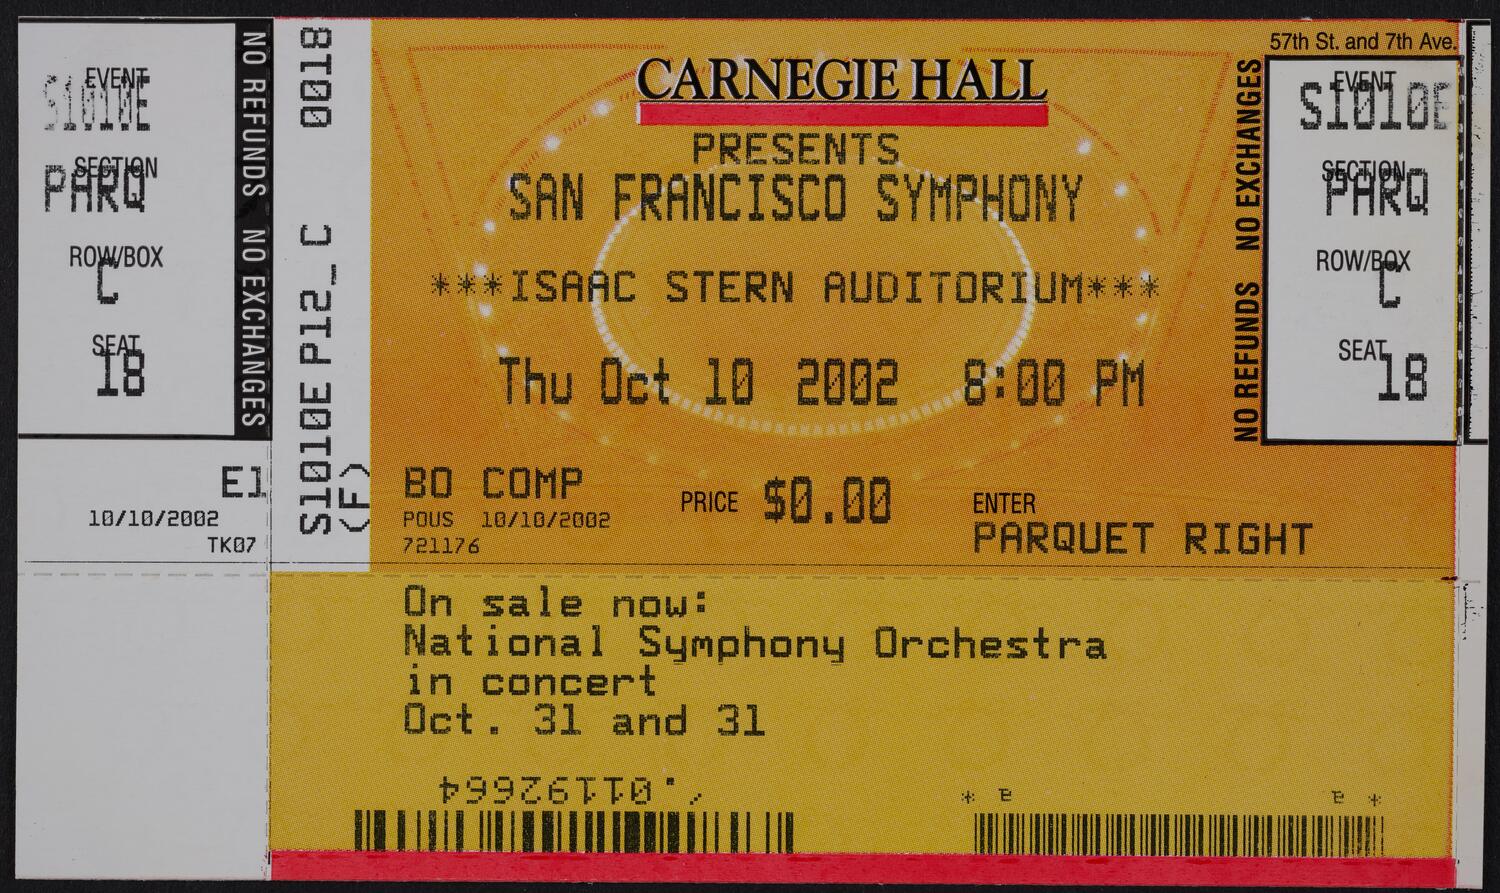 EVENT
S1010E
SECTION
PARQ
ROW/BOX
C
SEAT
18
NO REFUNDS NO EXCHANGES
E1
10/10/2002
TK07
0018
S1010E P12_C
(F)
CARNEGIE HALL
PRESENTS
SAN FRANCISCO SYMPHONY
***ISAAC STERN AUDITORIUM***
Thu Oct 10 2002 8:00 PM
BO COMP
POUS 10/10/2002
721176
PRICE $0.00
ENTER
PARQUET RIGHT
57th St. and 7th Ave.
NO REFUNDS NO EXCHANGES
EVENT
S1010E
SECTION
PARQ
ROW/BOX
C
SEAT
18
On sale now:
National Symphony Orchestra
in concert
Oct. 31 and 31